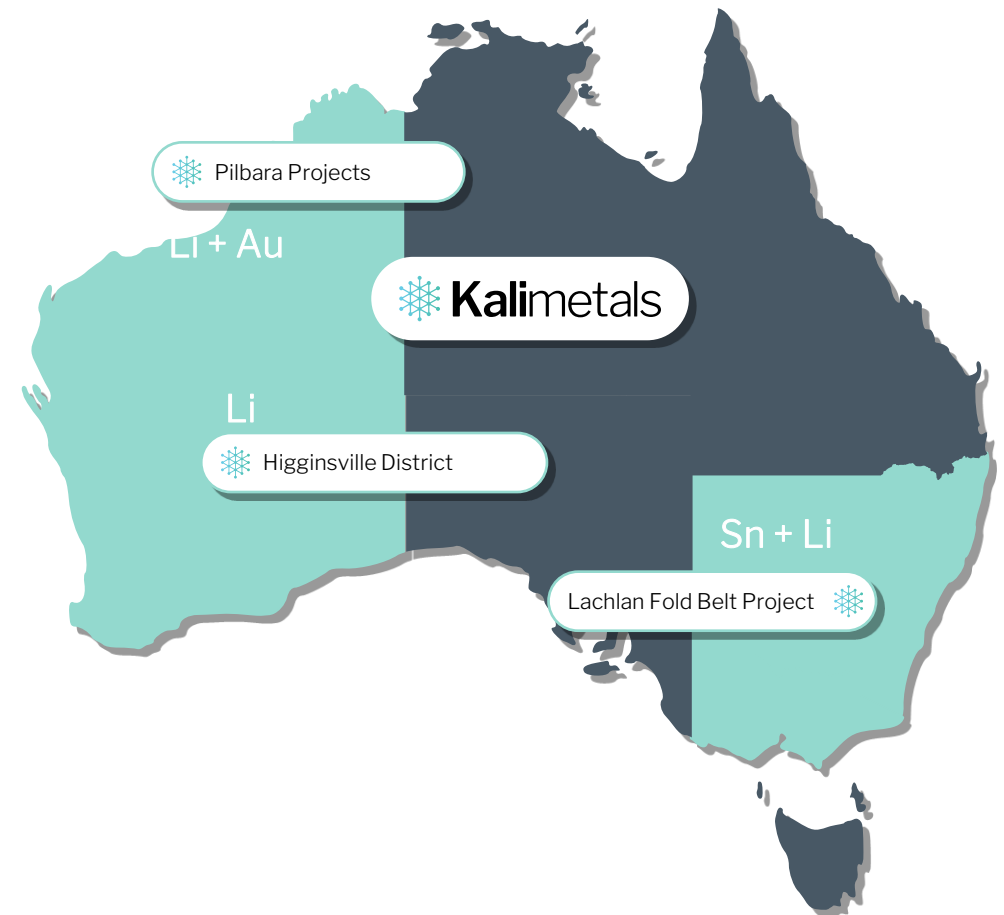 Pilbara Projects
Li + Au
Kalimetals
Li
Higginsville District
Sn + Li
Lachlan Fold Belt Project